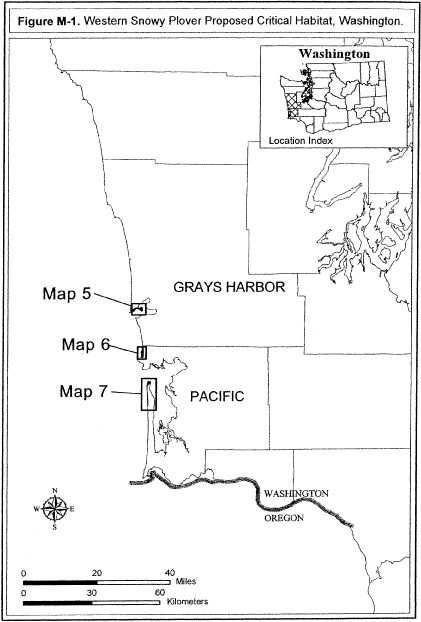 Figure M-1. Western Snowy Plover Proposed Critical Habitat, Washington.
Washington
Location Index
GRAYS HARBOR
Map 5
Map 6
Map 7
PACIFIC
WASHINGTON
OREGON
N
W E
S
0 20 40
Miles
0 30 60
Kilometers